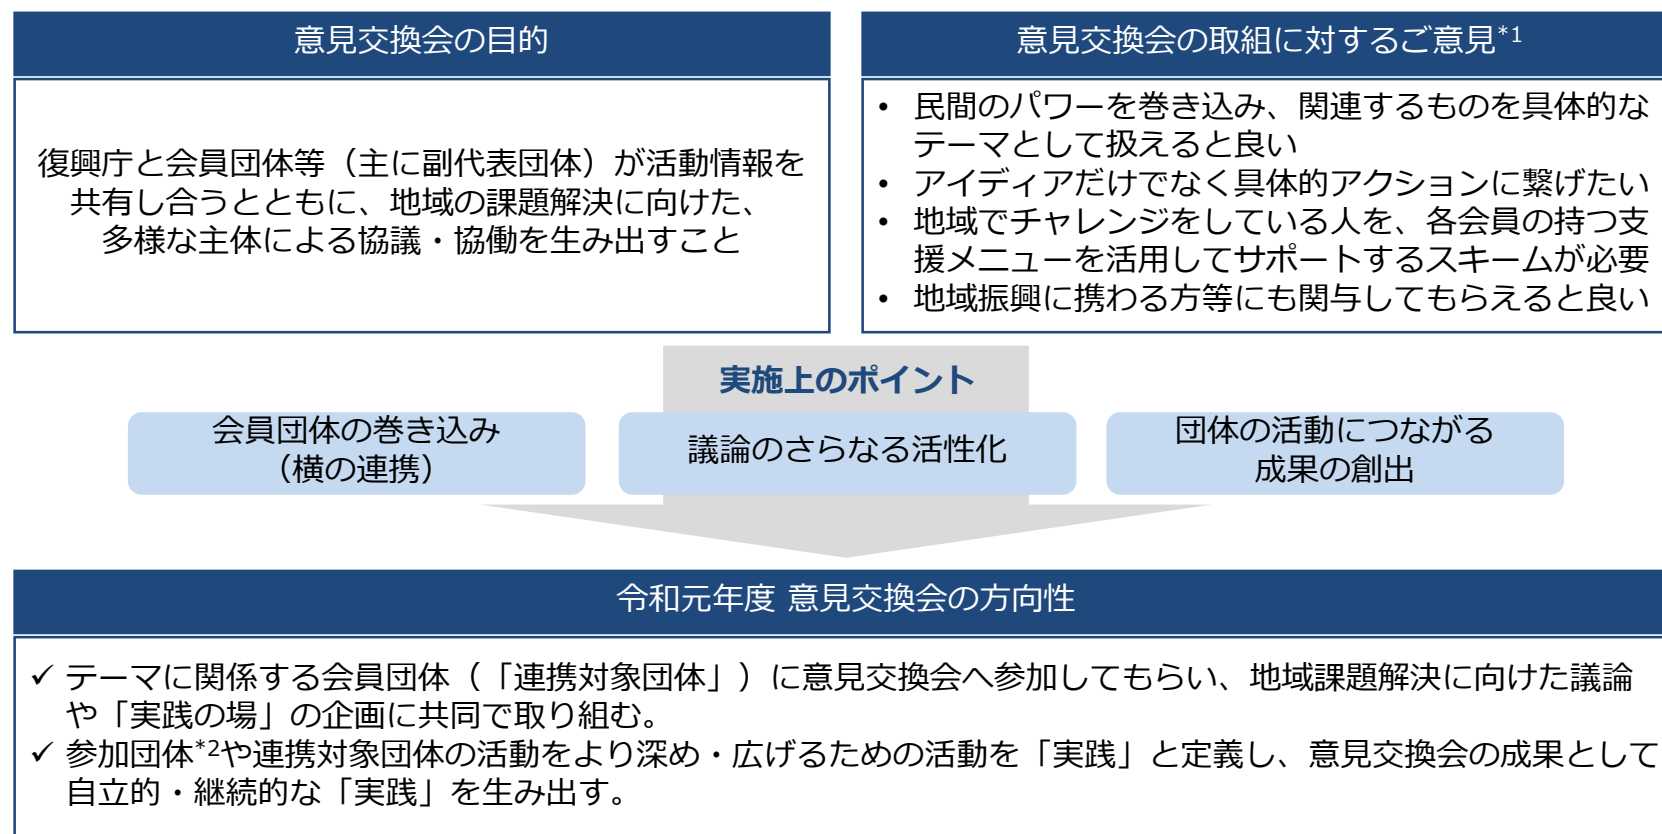 意見交換会の目的
復興庁と会員団体等（主に副代表団体）が活動情報を
共有し合うとともに、地域の課題解決に向けた、
多様な主体による協議・協働を生み出すこと
意見交換会の取組に対するご意見*1
• 民間のパワーを巻き込み、関連するものを具体的な
テーマとして扱えると良い
• アイディアだけでなく具体的アクションに繋げたい
• 地域でチャレンジをしている人を、各会員の持つ支
援メニューを活用してサポートするスキームが必要
• 地域振興に携わる方等にも関与してもらえると良い
実施上のポイント
会員団体の巻き込み
（横の連携）
議論のさらなる活性化
団体の活動につながる
成果の創出
令和元年度 意見交換会の方向性
✓ テーマに関係する会員団体（「連携対象団体」）に意見交換会へ参加してもらい、地域課題解決に向けた議論
や「実践の場」の企画に共同で取り組む。
✓ 参加団体*2や連携対象団体の活動をより深め・広げるための活動を「実践」と定義し、意見交換会の成果として
自立的・継続的な「実践」を生み出す。